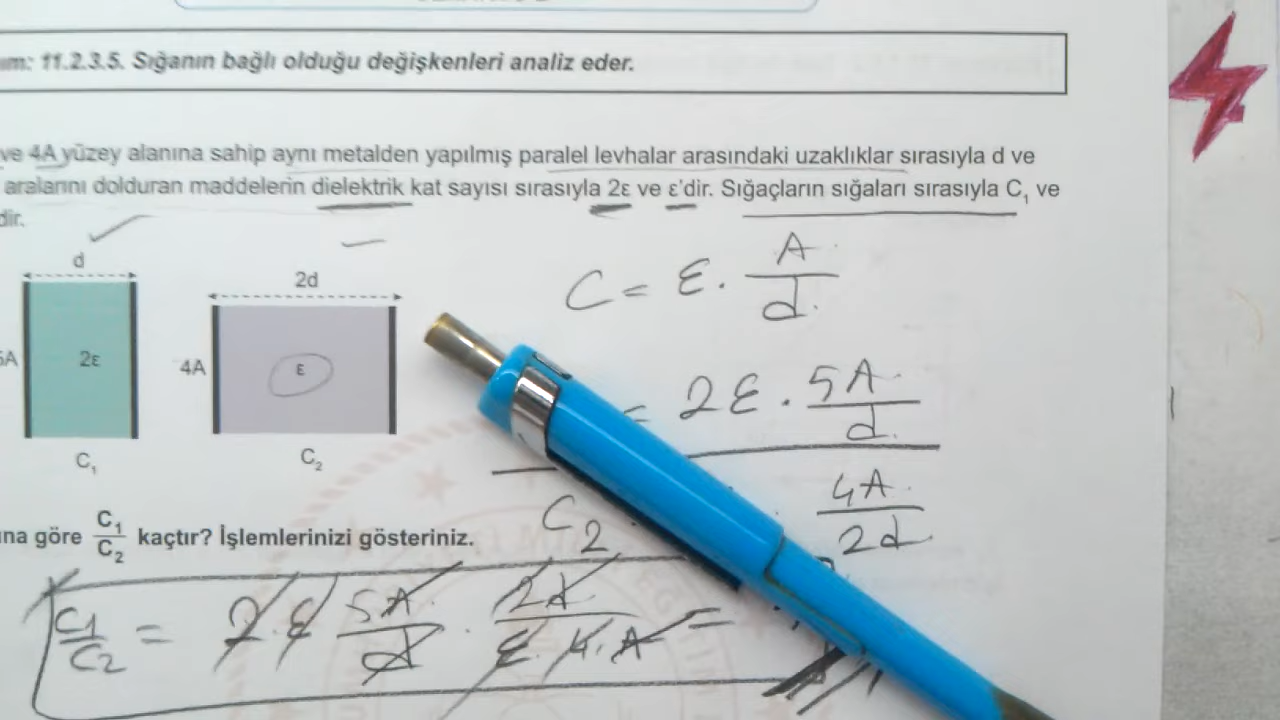 11.2.3.5. Sığanın bağlı olduğu değişkenleri analiz eder.
ve 4A yüzey alanına sahip aynı metalden yapılmış paralel levhalar arasındaki uzaklıklar sırasıyla d ve
aralarını dolduran maddelerin dielektrik kat sayısı sırasıyla 2ε ve ε'dir. Sığaçların sığaları sırasıyla C₁ ve
dir.
d
2ε
C₁
2d
4A
ε
C₂
C = ε . A / d
= 2ε . 5A / d
C₂
4A / 2d
göre C₁ / C₂ kaçtır? İşlemlerinizi gösteriniz.
C₁ / C₂ = 2.ε 5A / d . 2d / ε.4.A =